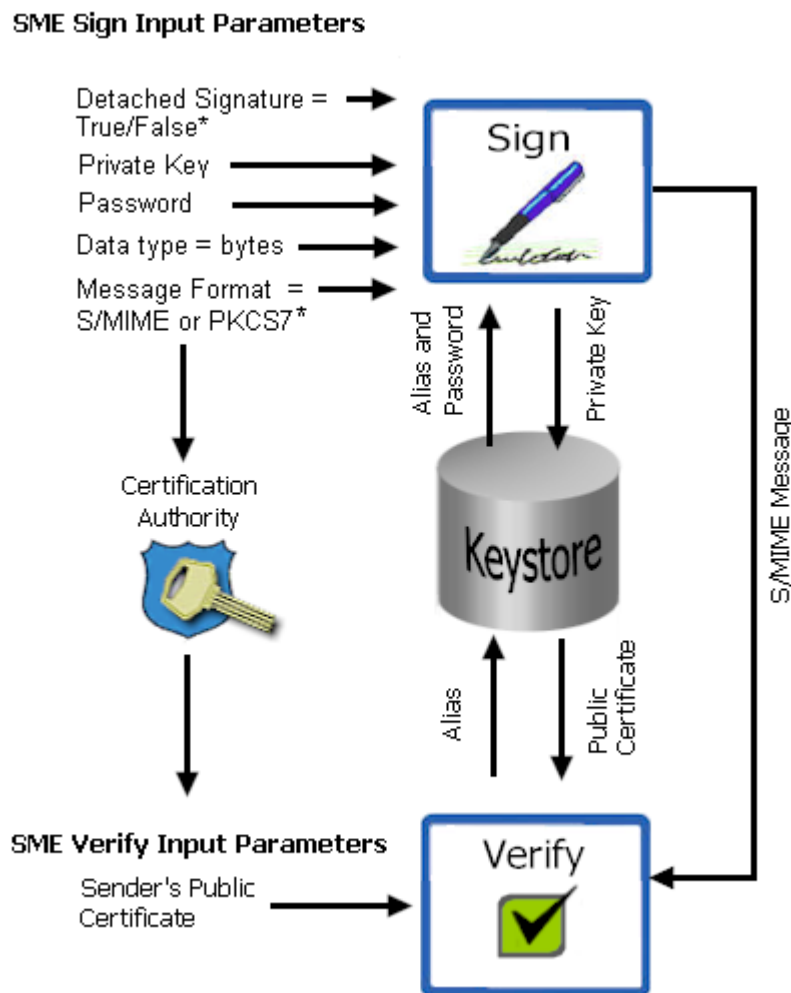 SME Sign Input Parameters
Detached Signature =
True/False*
Private Key
Password
Data type = bytes
Message Format =
S/MIME or PKCS7*
Sign
Alias and
Password
Private Key
S/MIME Message
Certification
Authority
Keystore
Alias
Public
Certificate
SME Verify Input Parameters
Sender's Public
Certificate
Verify